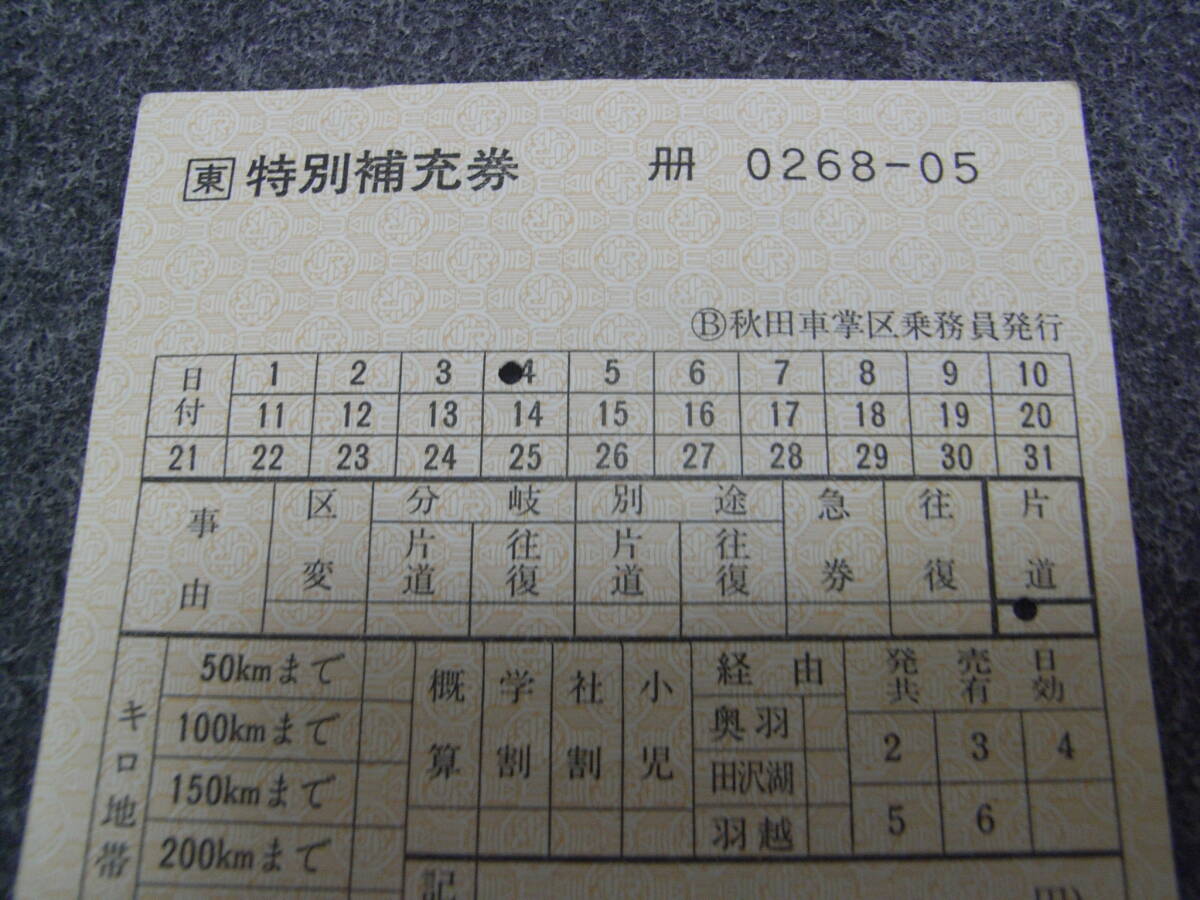 東 特別補充券 冊 0268-05
Ⓑ秋田車掌区乗務員発行
日付 1 2 3 4 5 6 7 8 9 10
11 12 13 14 15 16 17 18 19 20
21 22 23 24 25 26 27 28 29 30 31
事由 区変 分岐 別途 急券 往復 片道
片道 往復 片道 往復
キロ地帯
50kmまで
100kmまで
150kmまで
200kmまで
概算 学割 社割 小児
経由
奥羽
田沢湖
羽越
発売日共有効
2 3 4
5 6
記
円)